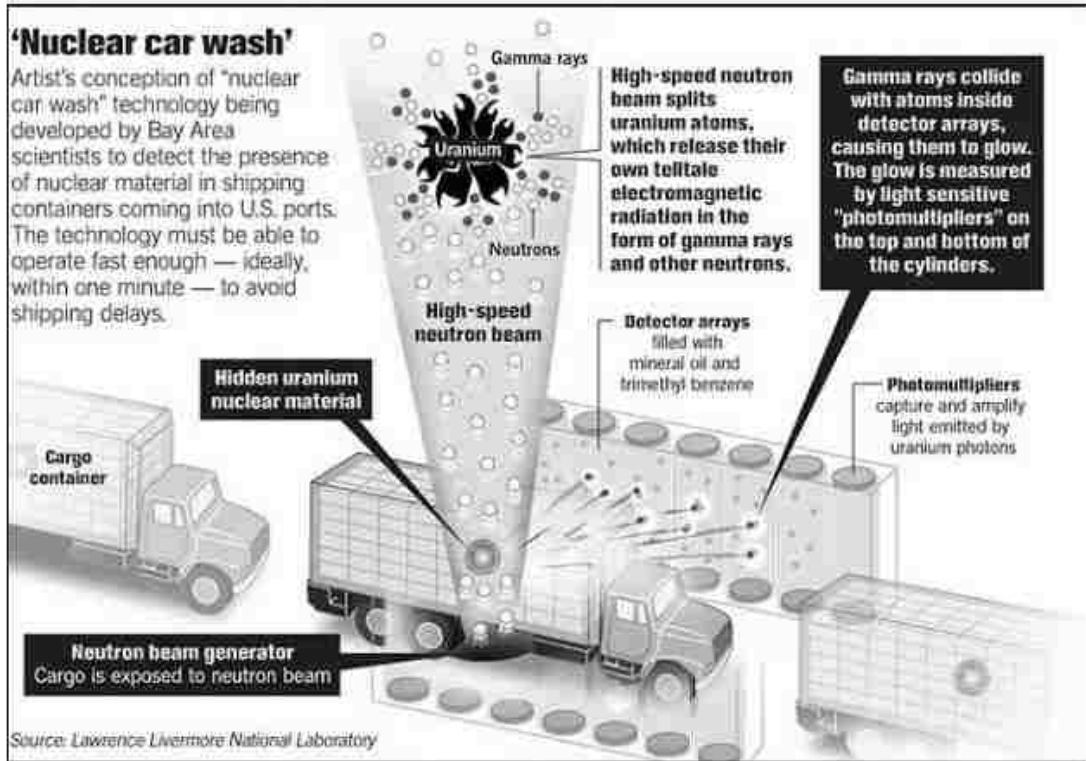 'Nuclear car wash'
Artist's conception of "nuclear
car wash" technology being
developed by Bay Area
scientists to detect the presence
of nuclear material in shipping
containers coming into U.S. ports.
The technology must be able to
operate fast enough — ideally,
within one minute — to avoid
shipping delays.
Gamma rays
Uranium
Neutrons
High-speed
neutron beam
High-speed neutron
beam splits
uranium atoms,
which release their
own telltale
electromagnetic
radiation in the
form of gamma rays
and other neutrons.
Gamma rays collide
with atoms inside
detector arrays,
causing them to glow.
The glow is measured
by light sensitive
"photomultipliers" on
the top and bottom of
the cylinders.
Detector arrays
filled with
mineral oil and
trimethyl benzene
Photomultipliers
capture and amplify
light emitted by
uranium photons
Hidden uranium
nuclear material
Cargo
container
Neutron beam generator
Cargo is exposed to neutron beam
Source: Lawrence Livermore National Laboratory